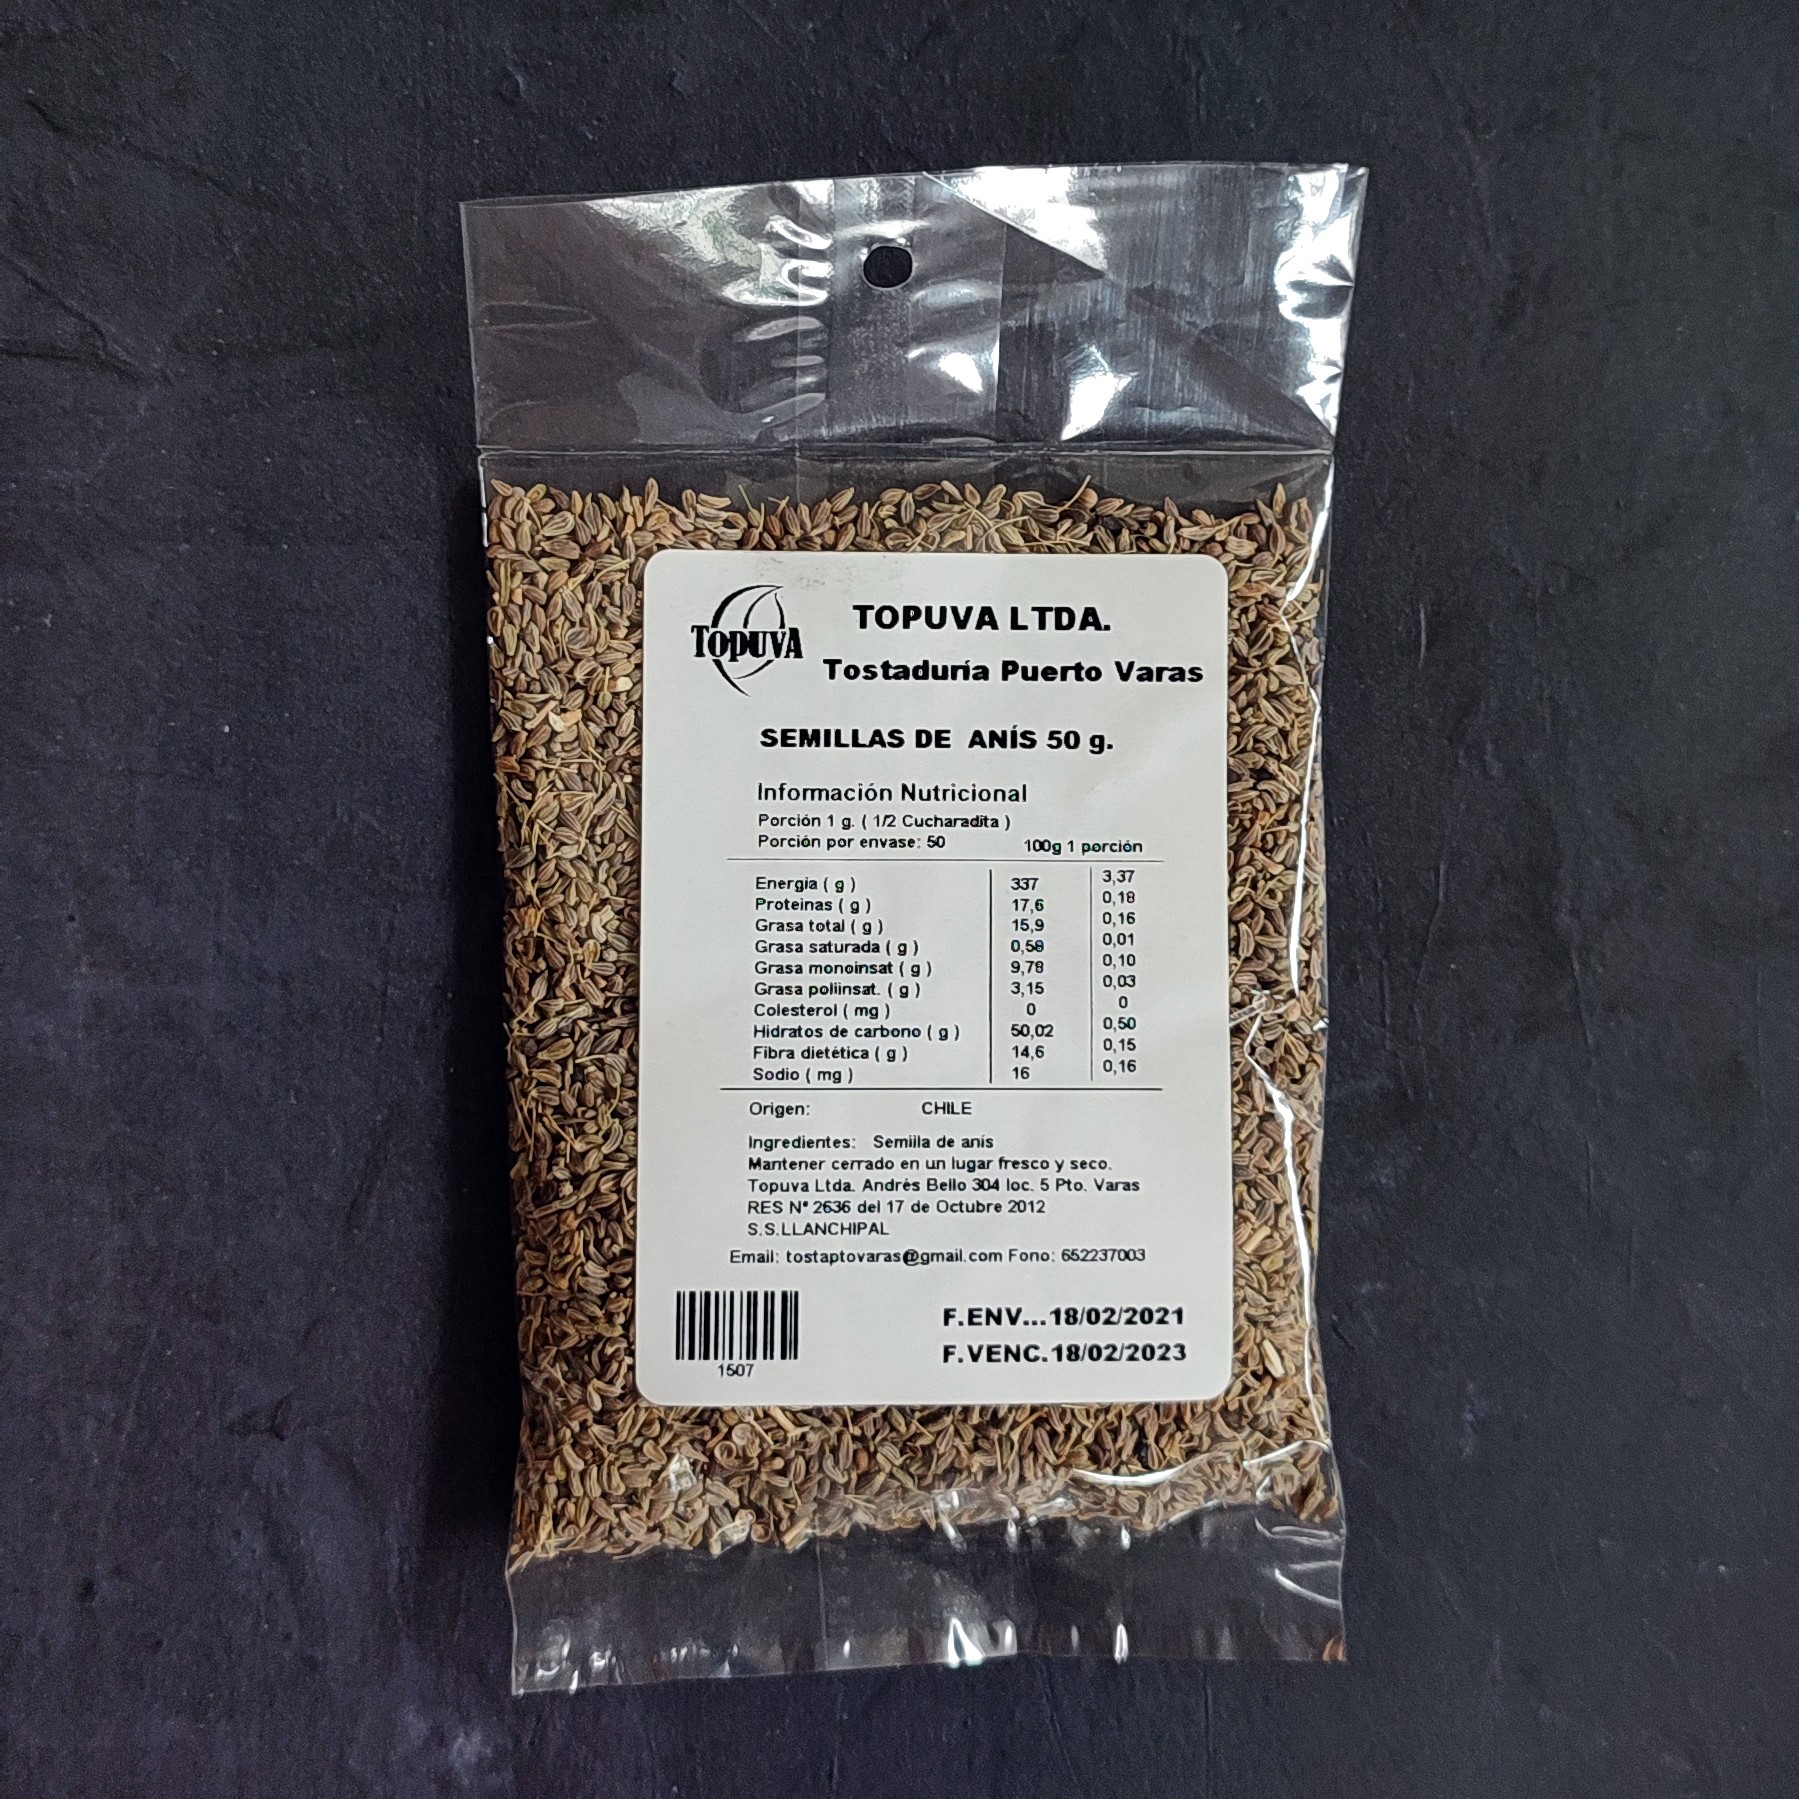 TOPUVA
TOPUVA LTDA.
Tostaduría Puerto Varas
SEMILLAS DE ANÍS 50 g.
Información Nutricional
Porción 1 g. ( 1/2 Cucharadita )
Porción por envase: 50
100g 1 porción
Energia ( g ) 337 3,37
Proteinas ( g ) 17,6 0,18
Grasa total ( g ) 15,9 0,16
Grasa saturada ( g ) 0,58 0,01
Grasa monoinsat ( g ) 9,78 0,10
Grasa poliinsat. ( g ) 3,15 0,03
Colesterol ( mg ) 0 0
Hidratos de carbono ( g ) 50,02 0,50
Fibra dietética ( g ) 14,6 0,15
Sodio ( mg ) 16 0,16
Origen: CHILE
Ingredientes: Semilla de anís
Mantener cerrado en un lugar fresco y seco.
Topuva Ltda. Andrés Bello 304 loc. 5 Pto. Varas
RES N° 2636 del 17 de Octubre 2012
S.S.LLANCHIPAL
Email: tostaptovaras@gmail.com Fono: 652237003
F.ENV...18/02/2021
F.VENC.18/02/2023
1507